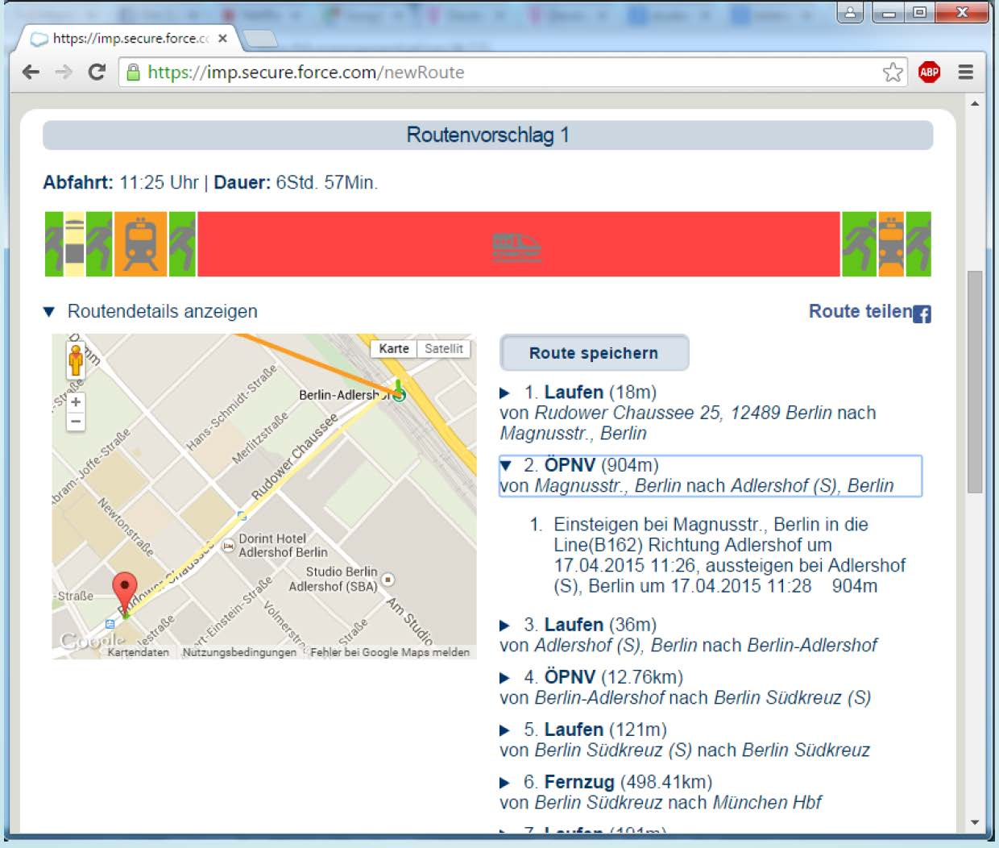 https://imp.secure.force.cc
ABP
https://imp.secure.force.com/newRoute
Routenvorschlag 1
Abfahrt: 11:25 Uhr | Dauer: 6Std. 57Min.
▼ Routendetails anzeigen
Route teilen
Karte
Satellit
Berlin-Adlershof
Hans-Schmidt-Straße
Merlitzstraße
Rudower Chaussee
Abram-Joffe-Straße
Newtonstraße
Dorint Hotel
Adlershof Berlin
Studio Berlin
Adlershof (SBA)
Rudower Chaussee
-Straße
Am Studio
Volmerstraße
Straße
Google
Kartendaten
Nutzungsbedingungen
Fehler bei Google Maps melden
Route speichern
▶ 1. Laufen (18m)
von Rudower Chaussee 25, 12489 Berlin nach
Magnusstr., Berlin
▼ 2. ÖPNV (904m)
von Magnusstr., Berlin nach Adlershof (S), Berlin
1. Einsteigen bei Magnusstr., Berlin in die
Line(B162) Richtung Adlershof um
17.04.2015 11:26, aussteigen bei Adlershof
(S), Berlin um 17.04.2015 11:28 904m
▶ 3. Laufen (36m)
von Adlershof (S), Berlin nach Berlin-Adlershof
▶ 4. ÖPNV (12.76km)
von Berlin-Adlershof nach Berlin Südkreuz (S)
▶ 5. Laufen (121m)
von Berlin Südkreuz (S) nach Berlin Südkreuz
▶ 6. Fernzug (498.41km)
von Berlin Südkreuz nach München Hbf
7. Laufen (191m)